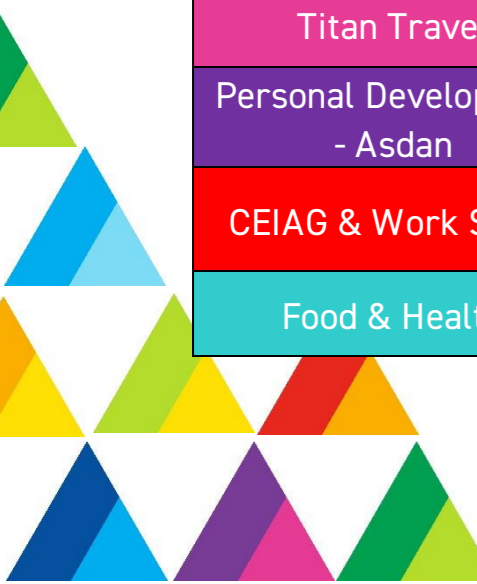 Titan Trave
Personal Develop
- Asdan
CEIAG & Work S
Food & Healt